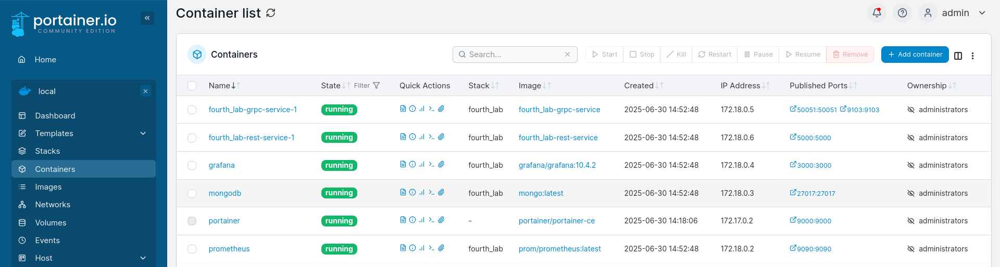 portainer.io
COMMUNITY EDITION
Home
local
Dashboard
Templates
Stacks
Containers
Images
Networks
Volumes
Events
Host
Container list
admin
Containers
Search...
Start Stop Kill Restart Pause Resume Remove
+ Add container
Name State Filter Quick Actions Stack Image Created IP Address Published Ports Ownership
fourth_lab-grpc-service-1 running fourth_lab fourth_lab-grpc-service 2025-06-30 14:52:48 172.18.0.5 50051:50051 9103:9103 administrators
fourth_lab-rest-service-1 running fourth_lab fourth_lab-rest-service 2025-06-30 14:52:48 172.18.0.6 5000:5000 administrators
grafana running fourth_lab grafana/grafana:10.4.2 2025-06-30 14:52:48 172.18.0.4 3000:3000 administrators
mongodb running fourth_lab mongo:latest 2025-06-30 14:52:48 172.18.0.3 27017:27017 administrators
portainer running - portainer/portainer-ce 2025-06-30 14:18:06 172.17.0.2 9000:9000 administrators
prometheus running fourth_lab prom/prometheus:latest 2025-06-30 14:52:48 172.18.0.2 9090:9090 administrators